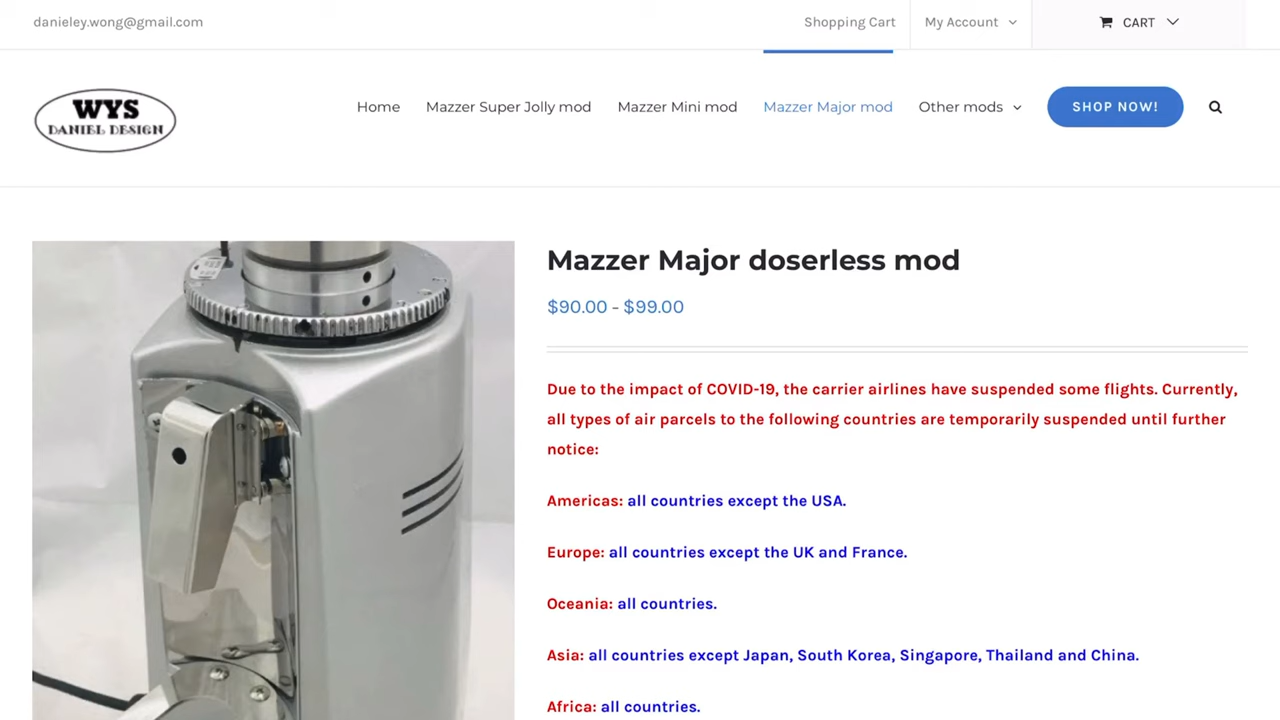 danieley.wong@gmail.com
Shopping Cart
My Account
CART
WYS
DANIEL DESIGN
Home
Mazzer Super Jolly mod
Mazzer Mini mod
Mazzer Major mod
Other mods
SHOP NOW!
Mazzer Major doserless mod
$90.00 - $99.00
Due to the impact of COVID-19, the carrier airlines have suspended some flights. Currently,
all types of air parcels to the following countries are temporarily suspended until further
notice:
Americas: all countries except the USA.
Europe: all countries except the UK and France.
Oceania: all countries.
Asia: all countries except Japan, South Korea, Singapore, Thailand and China.
Africa: all countries.